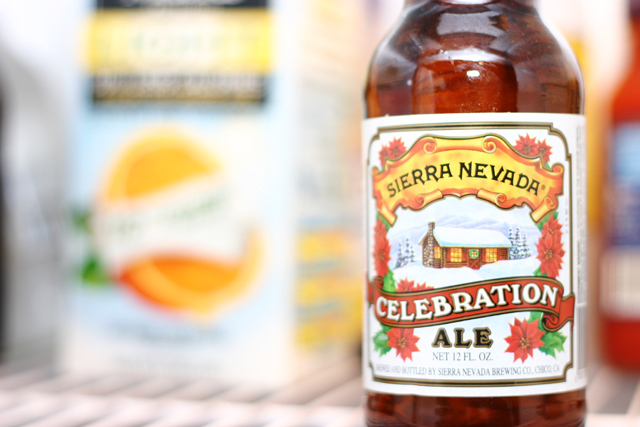 SIERRA NEVADA®
CELEBRATION
ALE
NET 12 FL. OZ.
BREWED AND BOTTLED BY SIERRA NEVADA BREWING CO., CHICO, CA